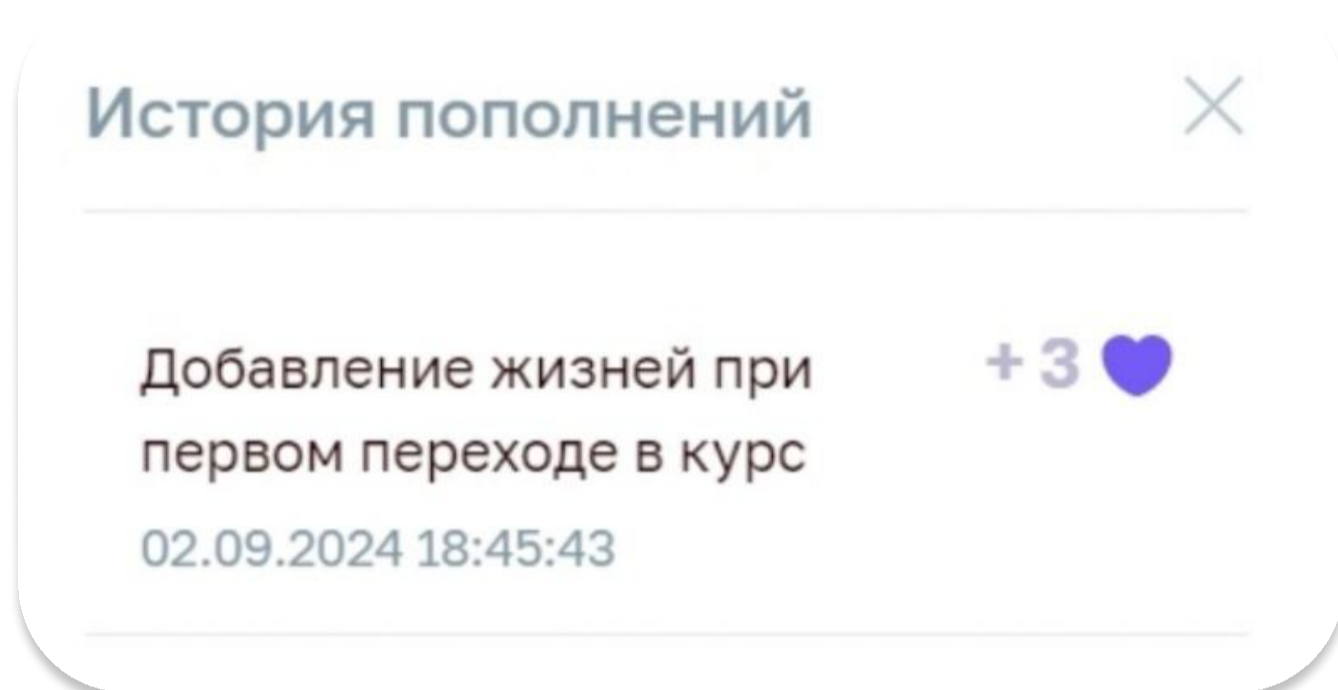 История пополнений
Добавление жизней при + 3
первом переходе в курс
02.09.2024 18:45:43